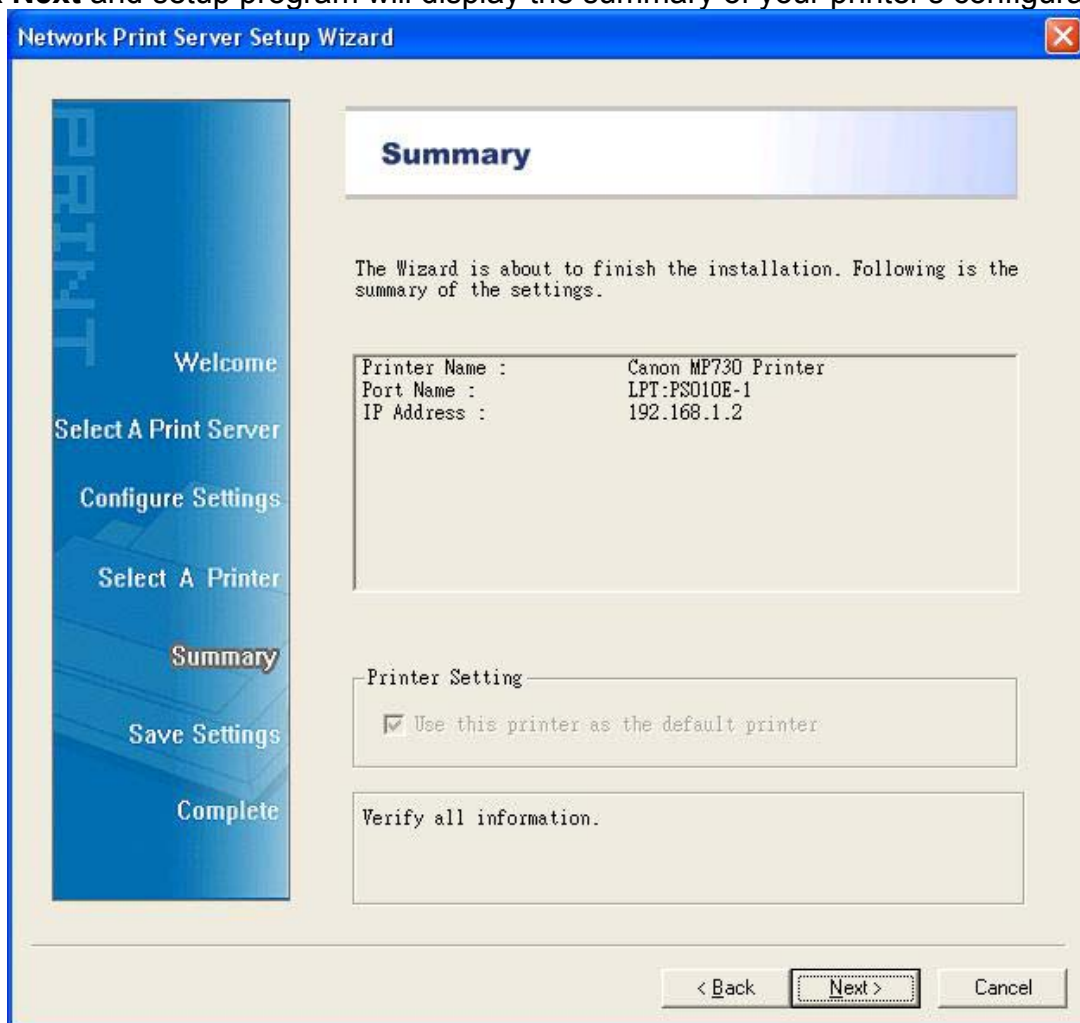 Next and setup program will display the summary of your printer's
Network Print Server Setup Wizard
PRINT
Summary
The Wizard is about to finish the installation. Following is the
summary of the settings.
Welcome
Select A Print Server
Configure Settings
Select A Printer
Summary
Save Settings
Complete
Printer Name : Canon MP730 Printer
Port Name : LPT:PS010E-1
IP Address : 192.168.1.2
Printer Setting
Use this printer as the default printer
Verify all information.
< Back
Next >
Cancel